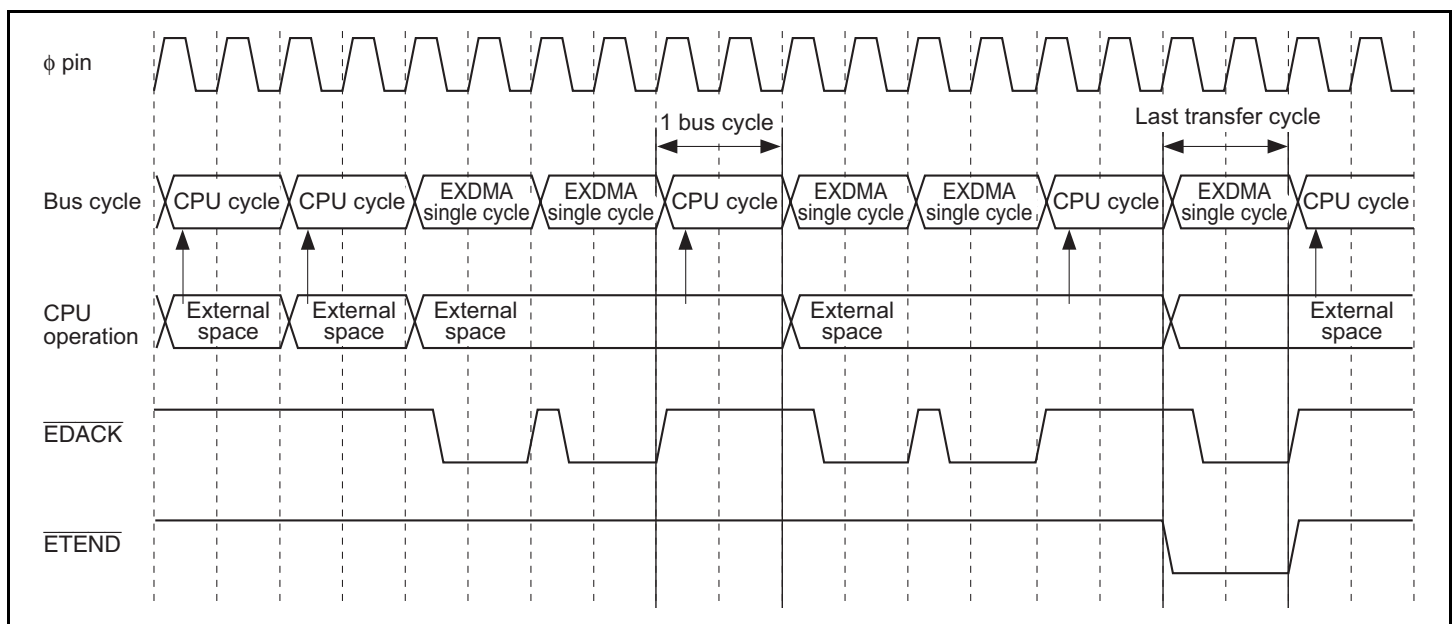 φ pin
1 bus cycle
Last transfer cycle
Bus cycle
CPU cycle
CPU cycle
EXDMA
single cycle
EXDMA
single cycle
CPU cycle
EXDMA
single cycle
EXDMA
single cycle
CPU cycle
EXDMA
single cycle
CPU cycle
CPU
operation
External
space
External
space
External
space
External
space
External
space
EDACK
ETEND